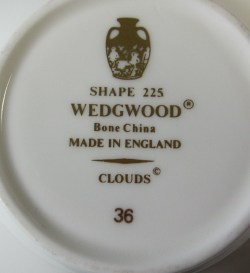 SHAPE 225
WEDGWOOD®
Bone China
MADE IN ENGLAND
CLOUDS©
36